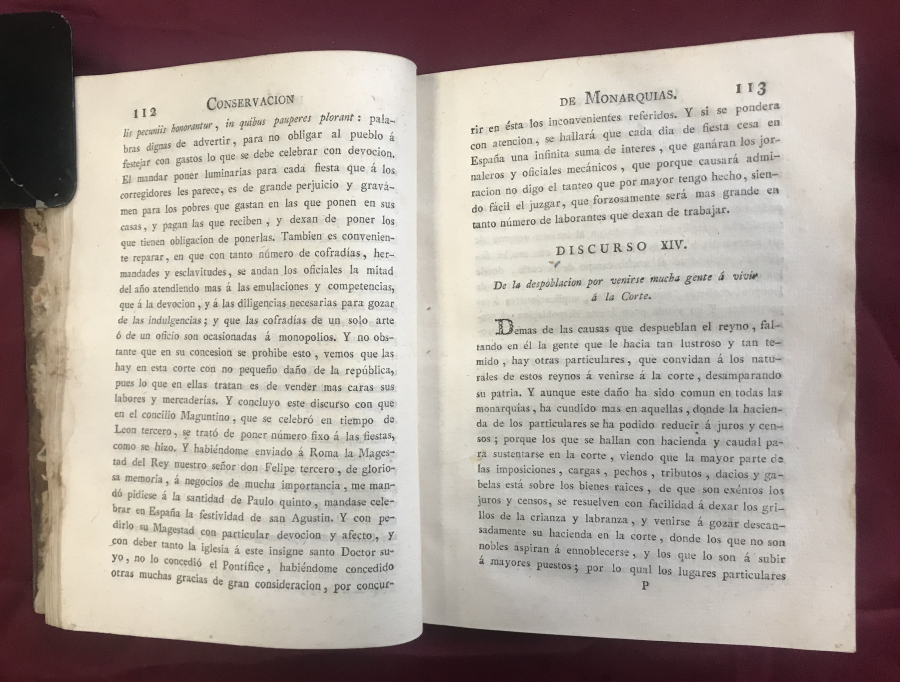 112 CONSERVACION
lis pecuniis honorantur, in quibus pauperes plorant: pala-
bras dignas de advertir, para no obligar al pueblo á
festejar con gastos lo que se debe celebrar con devocion.
El mandar poner luminarias para cada fiesta que á los
corregidores les parece, es de grande perjuicio y gravá-
men para los pobres que gastan en las que ponen en sus
casas, y pagan las que reciben, y dexan de poner los
que tienen obligacion de ponerlas. Tambien es convenien-
te reparar, en que con tanto número de cofradías, her-
mandades y esclavitudes, se andan los oficiales la mitad
del año atendiendo mas á las emulaciones y competencias,
que á la devocion, y á las diligencias necesarias para gozar
de las indulgencias; y que las cofradías de un solo arte
ó de un oficio son ocasionadas á monopolios. Y no obs-
tante que en su concesion se prohibe esto, vemos que las
hay en esta corte con no pequeño daño de la república,
pues lo que en ellas tratan es de vender mas caras sus
labores y mercaderías. Y concluyo este discurso con que
en el concilio Maguntino, que se celebró en tiempo de
Leon tercero, se trató de poner número fixo á las fiestas,
como se hizo. Y habiéndome enviado á Roma la Mages-
tad del Rey nuestro señor don Felipe tercero, de glorio-
sa memoria, á negocios de mucha importancia, me man-
dó pidiese á la santidad de Paulo quinto, mandase cele-
brar en España la festividad de san Agustin. Y con pe-
dirlo su Magestad con particular devocion y afecto, y
con deber tanto la iglesia á este insigne santo Doctor su-
yo, no lo concedió el Pontífice, habiéndome concedido
otras muchas gracias de gran consideracion, por concur-
DE MONARQUIAS. 113
rir en ésta los inconvenientes referidos. Y si se pondera
con atencion, se hallará que cada dia de fiesta cesa en
España una infinita suma de interes, que ganáran los jor-
naleros y oficiales mecánicos, que porque causará admi-
racion no digo el tanteo que por mayor tengo hecho, sien-
do fácil el juzgar, que forzosamente será mas grande en
tanto número de laborantes que dexan de trabajar.
DISCURSO XIV.
De la despoblacion por venirse mucha gente á vivir
á la Corte.
Demas de las causas que despueblan el reyno, fal-
tando en él la gente que le hacia tan lustroso y tan te-
mido, hay otras particulares, que convidan á los natu-
rales de estos reynos á venirse á la corte, desamparando
su patria. Y aunque este daño ha sido comun en todas las
monarquías, ha cundido mas en aquellas, donde la hacien-
da de los particulares se ha podido reducir á juros y cen-
sos; porque los que se hallan con hacienda y caudal pa-
ra sustentarse en la corte, viendo que la mayor parte de
las imposiciones, cargas, pechos, tributos, dacios y ga-
belas está sobre los bienes raices, de que son exéntos los
juros y censos, se resuelven con facilidad á dexar los gri-
llos de la crianza y labranza, y venirse á gozar descan-
sadamente su hacienda en la corte, donde los que no son
nobles aspiran á ennoblecerse, y los que lo son á subir
á mayores puestos; por lo qual los lugares particulares
P